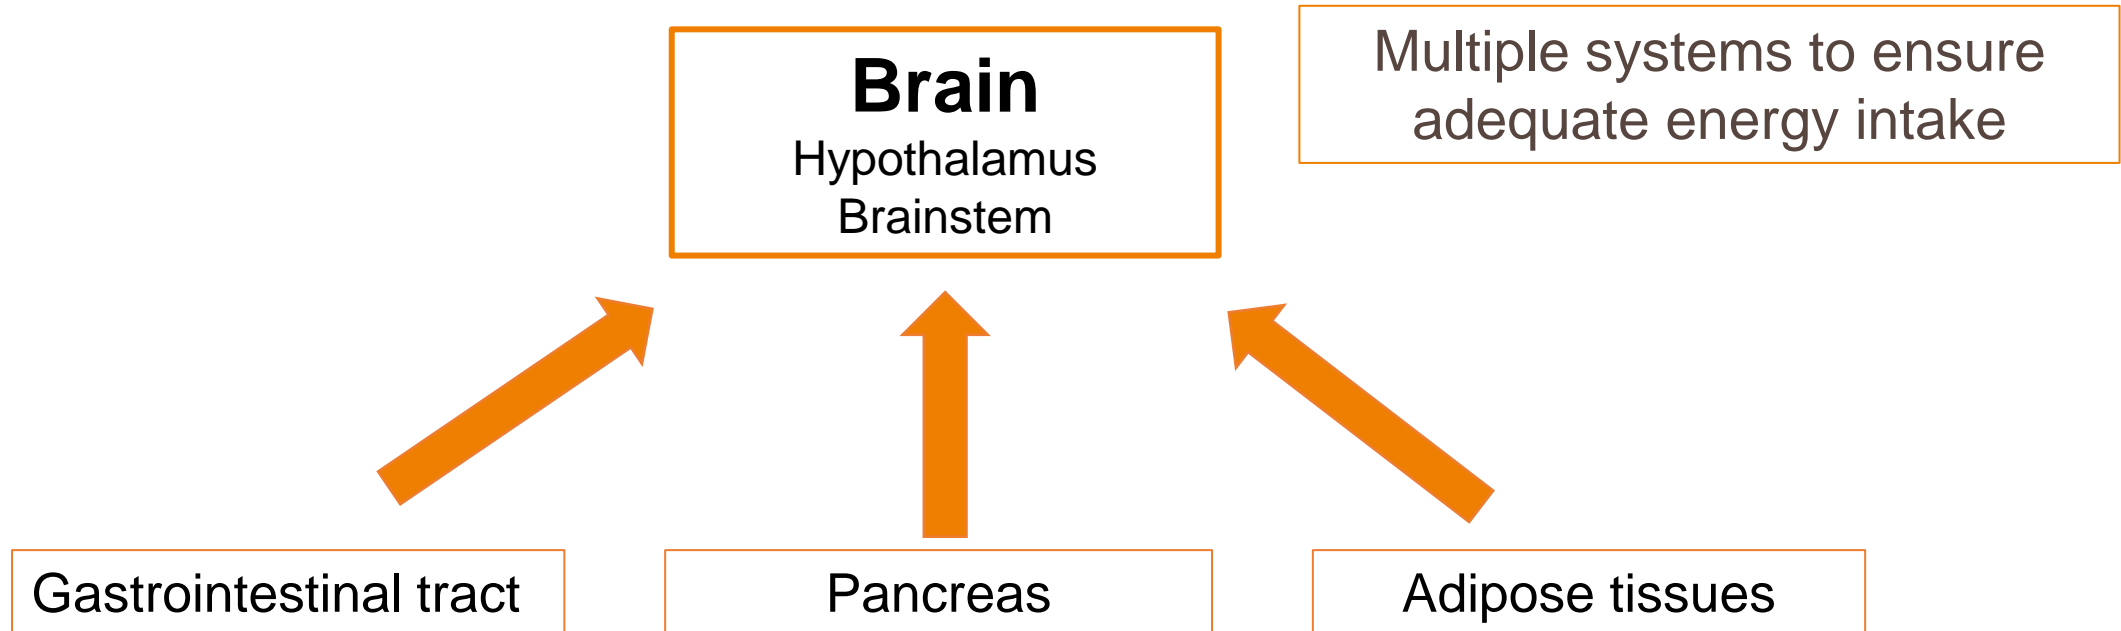 Brain
Hypothalamus
Brainstem
Multiple systems to ensure
adequate energy intake
Gastrointestinal tract
Pancreas
Adipose tissues